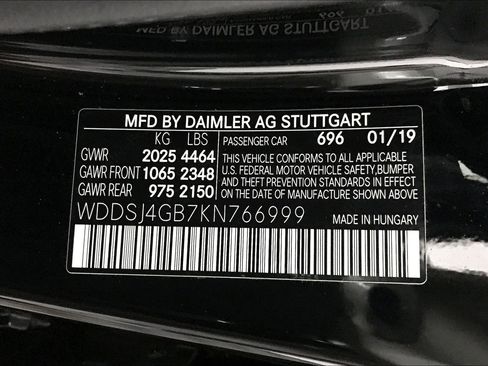 MFD BY DAIMLER AG STUTTGART
KG LBS
PASSENGER CAR 696 01/19
GVWR 2025 4464
GAWR FRONT 1065 2348
GAWR REAR 975 2150
THIS VEHICLE CONFORMS TO ALL APPLICABLE
U.S. FEDERAL MOTOR VEHICLE SAFETY, BUMPER
AND THEFT PREVENTION STANDARDS IN EFFECT
ON THE DATE OF MANUFACTURE SHOWN ABOVE
WDDSJ4GB7KN766999
MADE IN HUNGARY